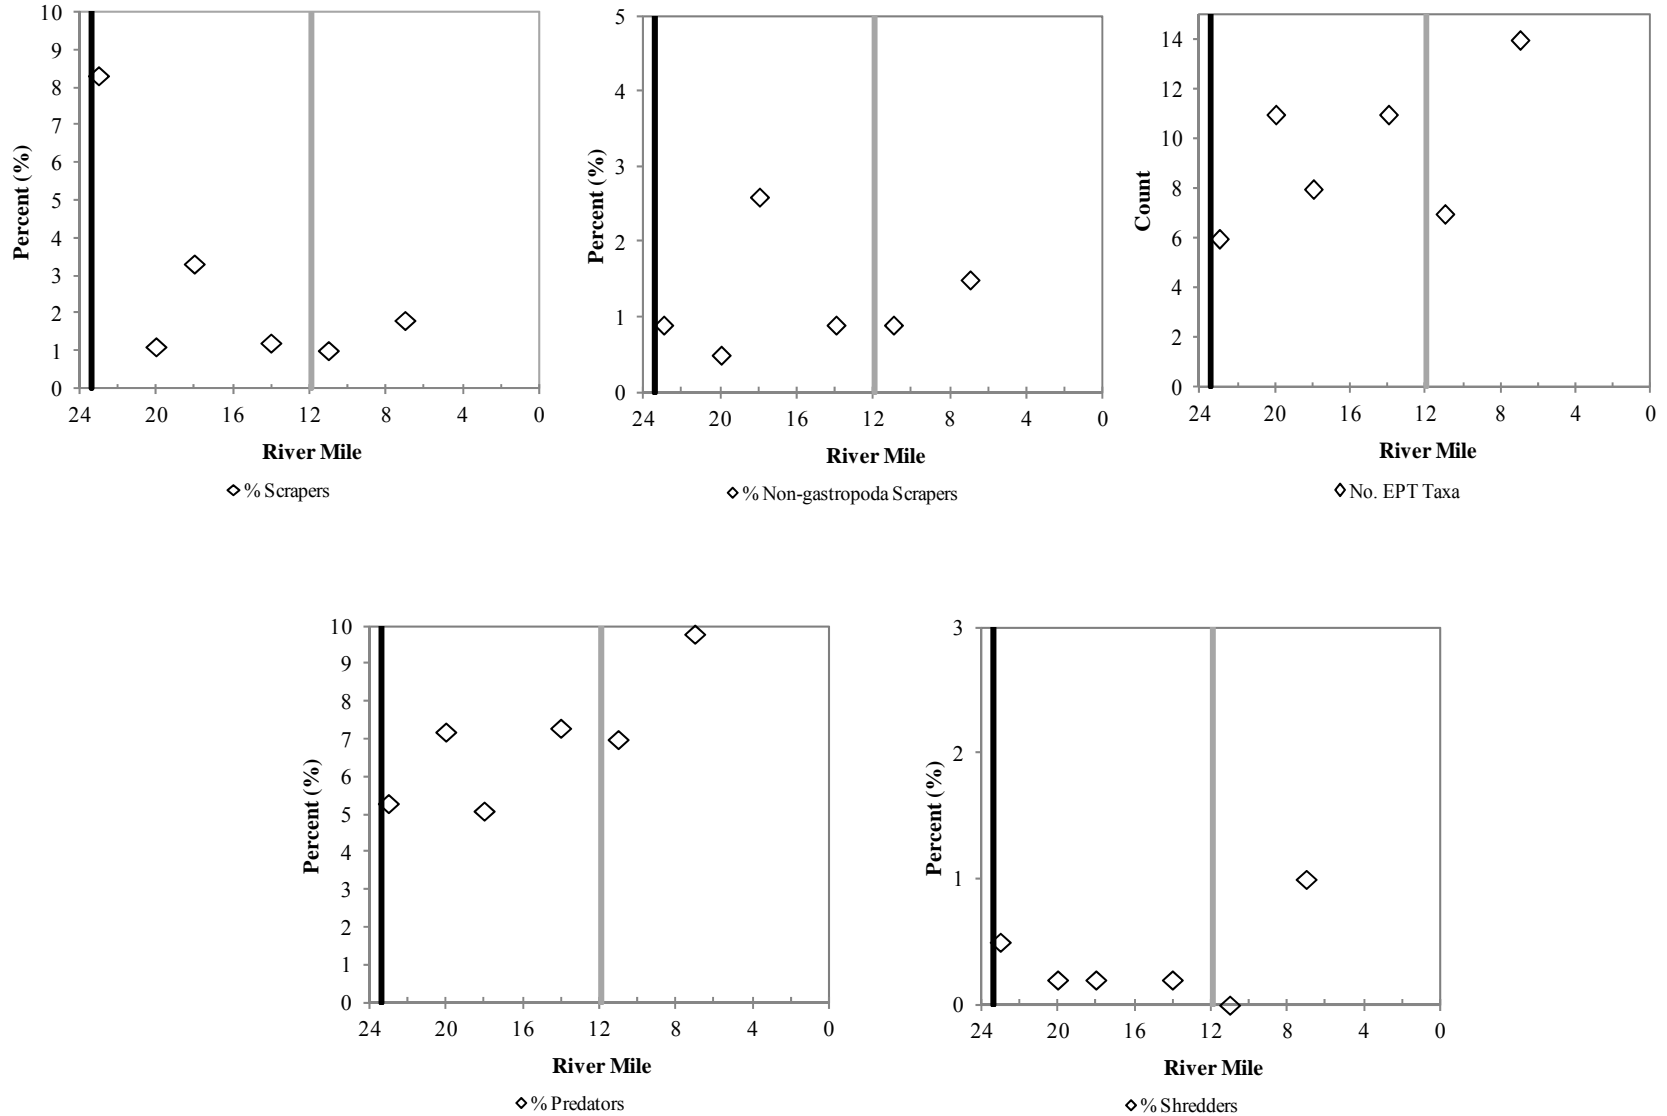 10
9
8
7
6
5
4
3
2
1
0
Percent (%)
24 20 16 12 8 4 0
River Mile
% Scrapers
5
4
3
2
1
0
Percent (%)
24 20 16 12 8 4 0
River Mile
% Non-gastropoda Scrapers
14
12
10
8
6
4
2
0
Count
24 20 16 12 8 4 0
River Mile
No. EPT Taxa
10
9
8
7
6
5
4
3
2
1
0
Percent (%)
24 20 16 12 8 4 0
River Mile
% Predators
3
2
1
0
Percent (%)
24 20 16 12 8 4 0
River Mile
% Shredders